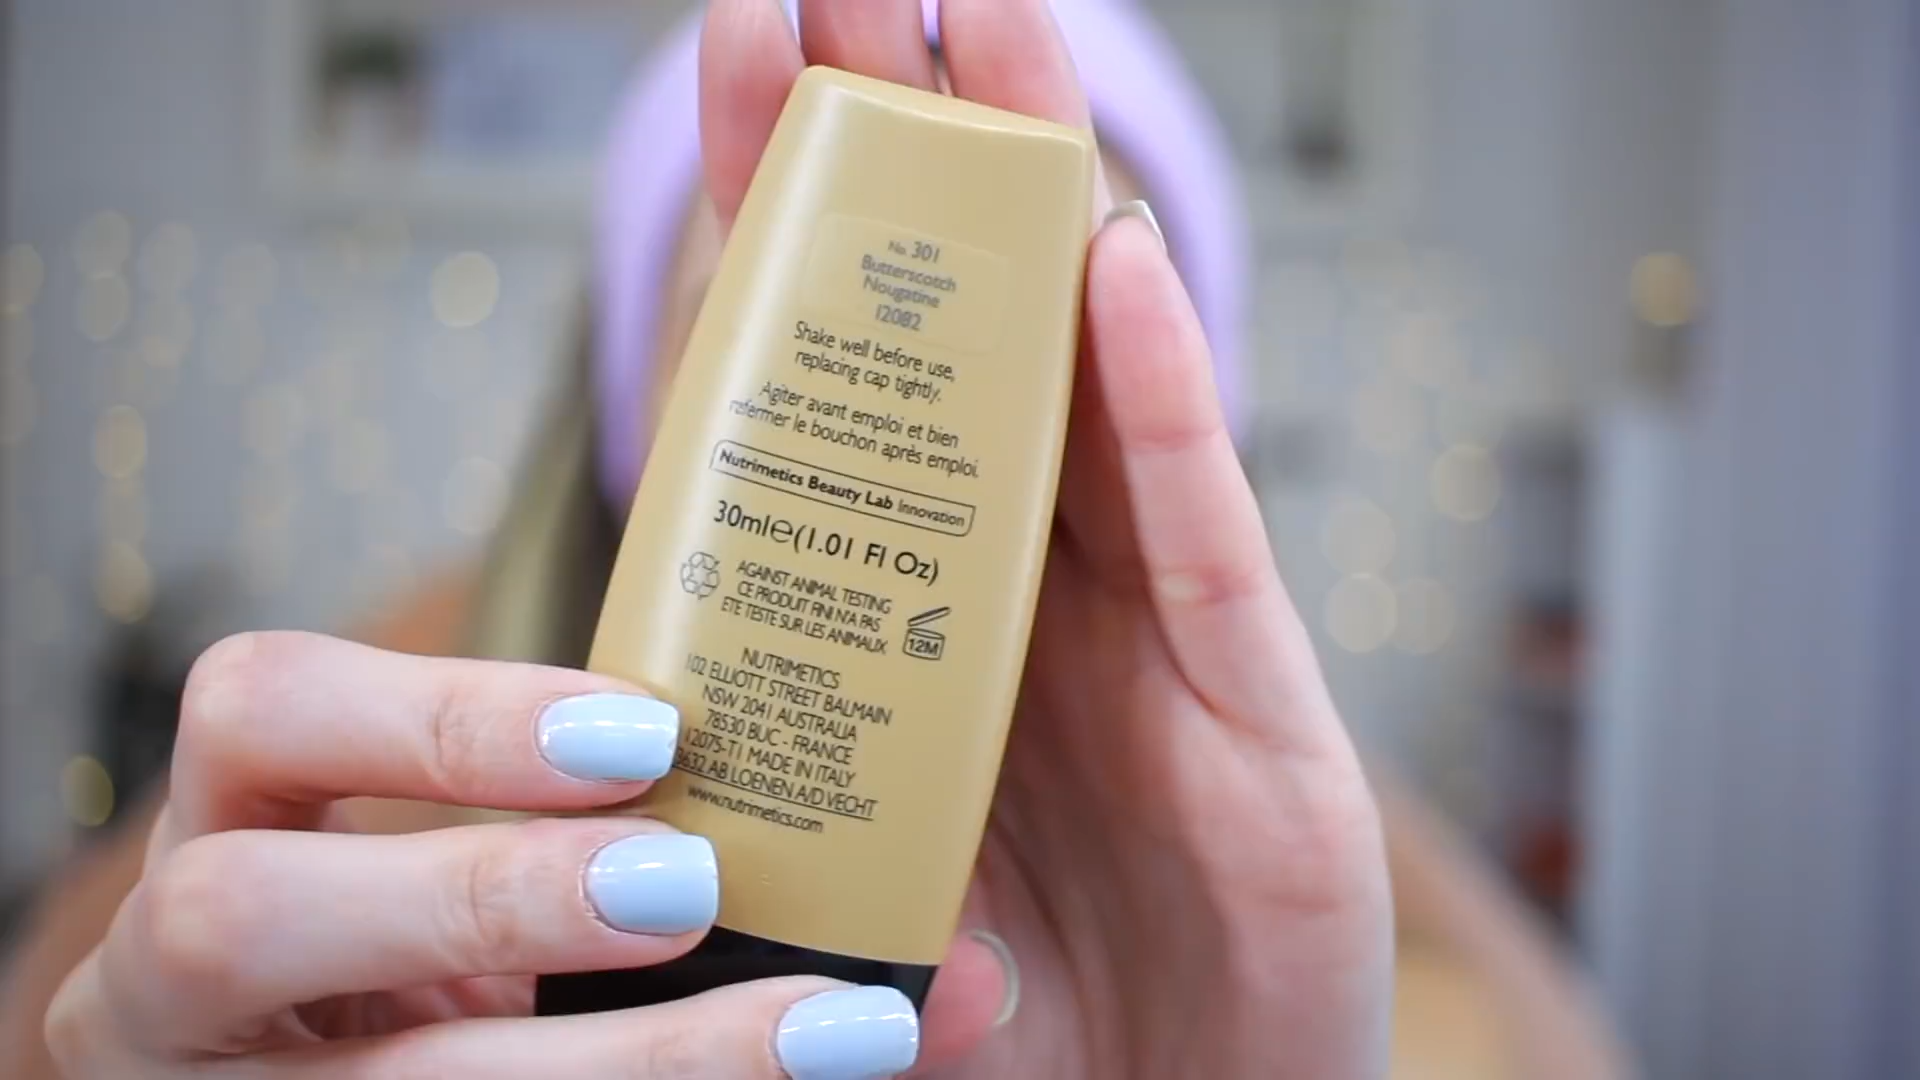 No. 301
Butterscotch
Nougatine
12082
Shake well before use,
replacing cap tightly.
Agiter avant emploi et bien
refermer le bouchon après emploi.
Nutrimetics Beauty Lab Innovation
30ml℮(1.01 Fl Oz)
AGAINST ANIMAL TESTING
CE PRODUIT FINI N'A PAS
ETE TESTE SUR LES ANIMAUX
12M
NUTRIMETICS
102 ELLIOTT STREET BALMAIN
NSW 2041 AUSTRALIA
78530 BUC - FRANCE
12075-T1 MADE IN ITALY
3632 AB LOENEN A/D VECHT
www.nutrimetics.com